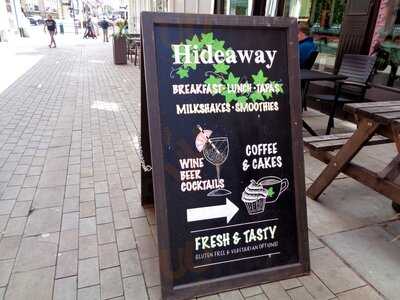 Hideaway
BREAKFAST · LUNCH · TAPAS
MILKSHAKES · SMOOTHIES
WINE
BEER
COCKTAILS
COFFEE
& CAKES
FRESH & TASTY
GLUTEN FREE & VEGETARIAN OPTIONS!